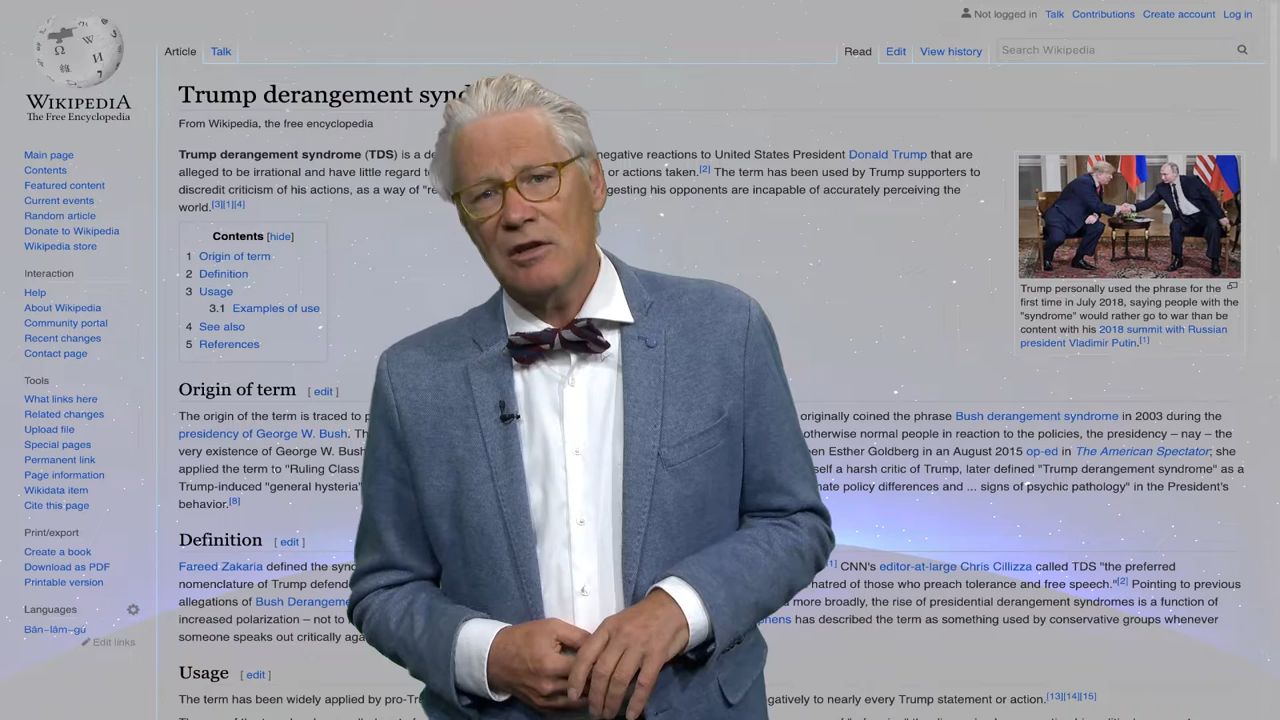 Not logged in Talk Contributions Create account Log in
Article Talk
Read Edit View history Search Wikipedia
WIKIPEDIA
The Free Encyclopedia
Trump derangement synd
From Wikipedia, the free encyclopedia
Trump derangement syndrome (TDS) is a de negative reactions to United States President Donald Trump that are
alleged to be irrational and have little regard t or actions taken.[2] The term has been used by Trump supporters to
discredit criticism of his actions, as a way of "re gesting his opponents are incapable of accurately perceiving the
world.[3][1][4]
Contents [hide]
1 Origin of term
2 Definition
3 Usage
3.1 Examples of use
4 See also
5 References
Trump personally used the phrase for the
first time in July 2018, saying people with the
"syndrome" would rather go to war than be
content with his 2018 summit with Russian
president Vladimir Putin.[1]
Main page
Contents
Featured content
Current events
Random article
Donate to Wikipedia
Wikipedia store
Interaction
Help
About Wikipedia
Community portal
Recent changes
Contact page
Tools
What links here
Related changes
Upload file
Special pages
Permanent link
Page information
Wikidata item
Cite this page
Print/export
Create a book
Download as PDF
Printable version
Languages
Bân-lâm-gú
Edit links
Origin of term [ edit ]
The origin of the term is traced to p originally coined the phrase Bush derangement syndrome in 2003 during the
presidency of George W. Bush. Th otherwise normal people in reaction to the policies, the presidency – nay – the
very existence of George W. Bush en Esther Goldberg in an August 2015 op-ed in The American Spectator; she
applied the term to "Ruling Class self a harsh critic of Trump, later defined "Trump derangement syndrome" as a
Trump-induced "general hysteria" mate policy differences and ... signs of psychic pathology" in the President's
behavior.[8]
Definition [ edit ]
Fareed Zakaria defined the sync 1] CNN's editor-at-large Chris Cillizza called TDS "the preferred
nomenclature of Trump defende hatred of those who preach tolerance and free speech."[2] Pointing to previous
allegations of Bush Derangeme more broadly, the rise of presidential derangement syndromes is a function of
increased polarization – not to phens has described the term as something used by conservative groups whenever
someone speaks out critically aga
Usage [ edit ]
The term has been widely applied by pro-Tr gatively to nearly every Trump statement or action.[13][14][15]